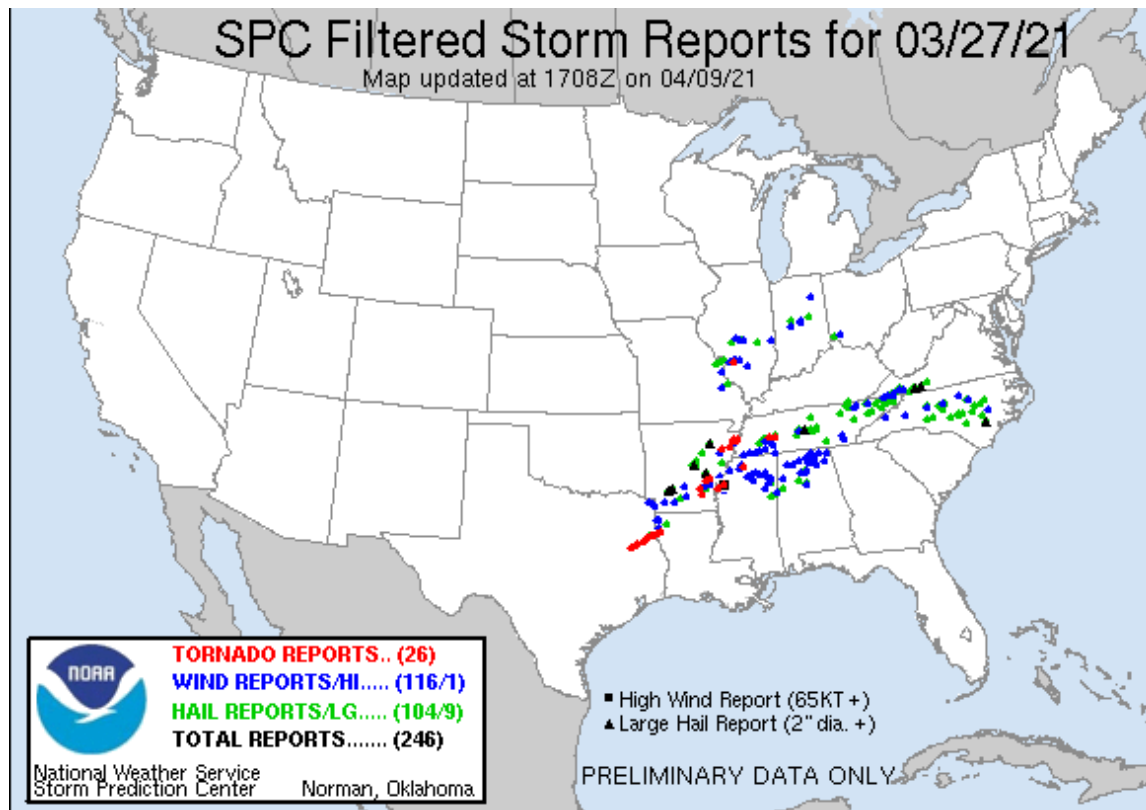 SPC Filtered Storm Reports for 03/27/21
Map updated at 1708Z on 04/09/21
NOAA
TORNADO REPORTS.. (26)
WIND REPORTS/HI..... (116/1)
HAIL REPORTS/LG..... (104/9)
TOTAL REPORTS....... (246)
National Weather Service
Storm Prediction Center Norman, Oklahoma
High Wind Report (65KT +)
Large Hail Report (2" dia. +)
PRELIMINARY DATA ONLY